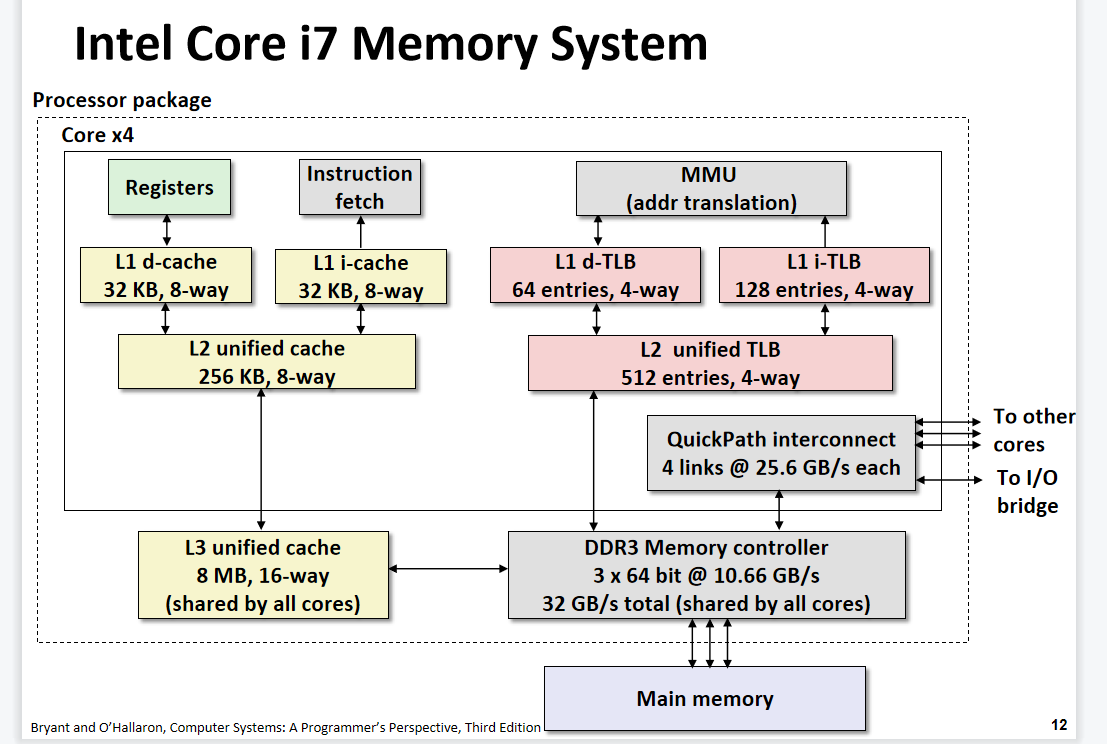 Intel Core i7 Memory System
Processor package
Core x4
Registers
Instruction
fetch
MMU
(addr translation)
L1 d-cache
32 KB, 8-way
L1 i-cache
32 KB, 8-way
L1 d-TLB
64 entries, 4-way
L1 i-TLB
128 entries, 4-way
L2 unified cache
256 KB, 8-way
L2 unified TLB
512 entries, 4-way
QuickPath interconnect
4 links @ 25.6 GB/s each
To other
cores
To I/O
bridge
L3 unified cache
8 MB, 16-way
(shared by all cores)
DDR3 Memory controller
3 x 64 bit @ 10.66 GB/s
32 GB/s total (shared by all cores)
Main memory
Bryant and O’Hallaron, Computer Systems: A Programmer’s Perspective, Third Edition
12